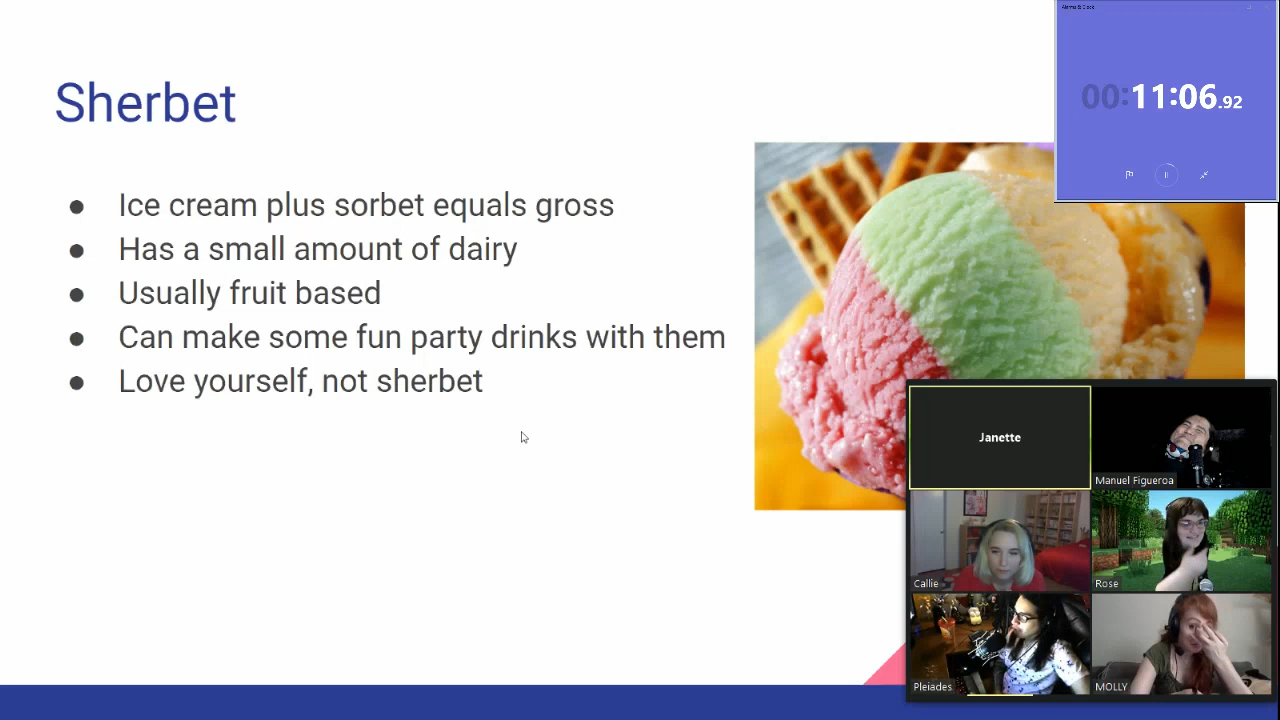 Alarms & Clock
00:11:06.92
Sherbet
● Ice cream plus sorbet equals gross
● Has a small amount of dairy
● Usually fruit based
● Can make some fun party drinks with them
● Love yourself, not sherbet
Janette
Manuel Figueroa
Callie
Rose
Pleiades
MOLLY